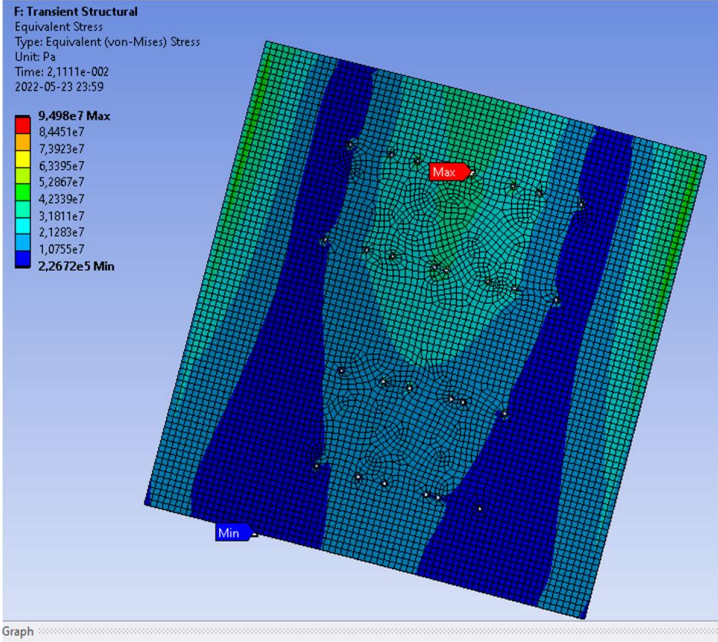 F: Transient Structural
Equivalent Stress
Type: Equivalent (von-Mises) Stress
Unit: Pa
Time: 2,1111e-002
2022-05-23 23:59
9,498e7 Max
8,4451e7
7,3923e7
6,3395e7
5,2867e7
4,2339e7
3,1811e7
2,1283e7
1,0755e7
2,2672e5 Min
Max
Min
Graph